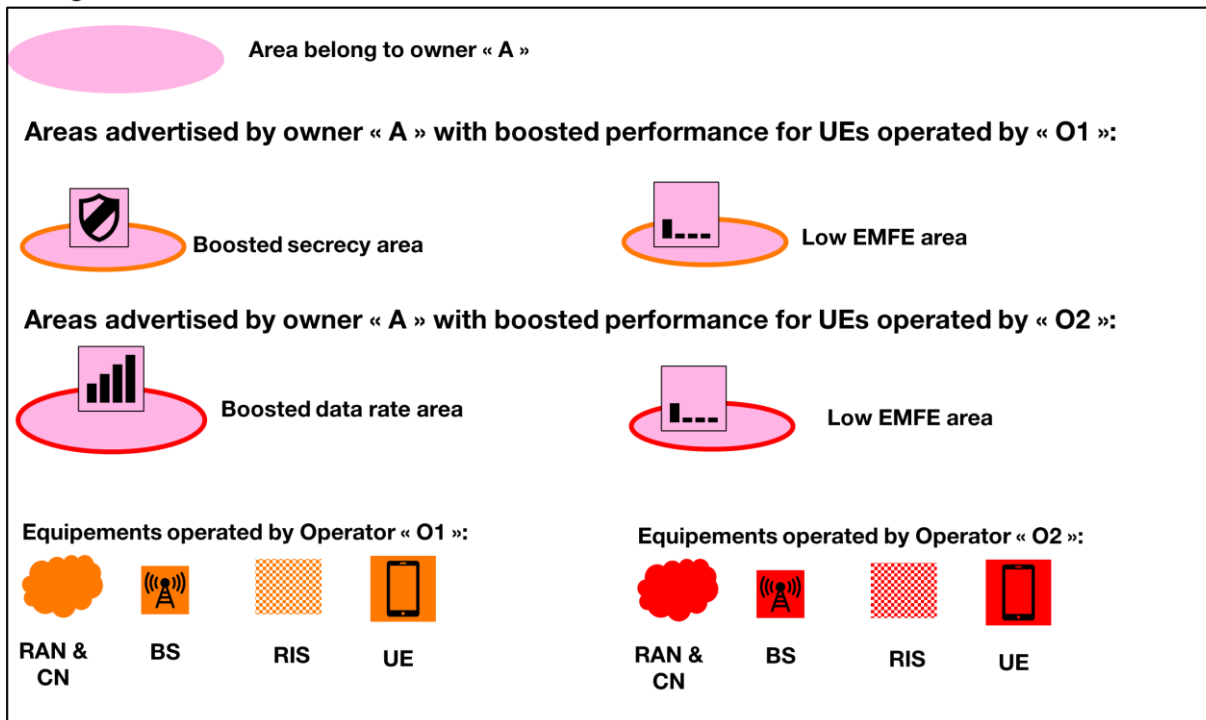 Area belong to owner « A »
Areas advertised by owner « A » with boosted performance for UEs operated by « O1 »:
Boosted secrecy area
Low EMFE area
Areas advertised by owner « A » with boosted performance for UEs operated by « O2 »:
Boosted data rate area
Low EMFE area
Equipements operated by Operator « O1 »:
Equipements operated by Operator « O2 »:
RAN &
CN
BS
RIS
UE
RAN &
CN
BS
RIS
UE